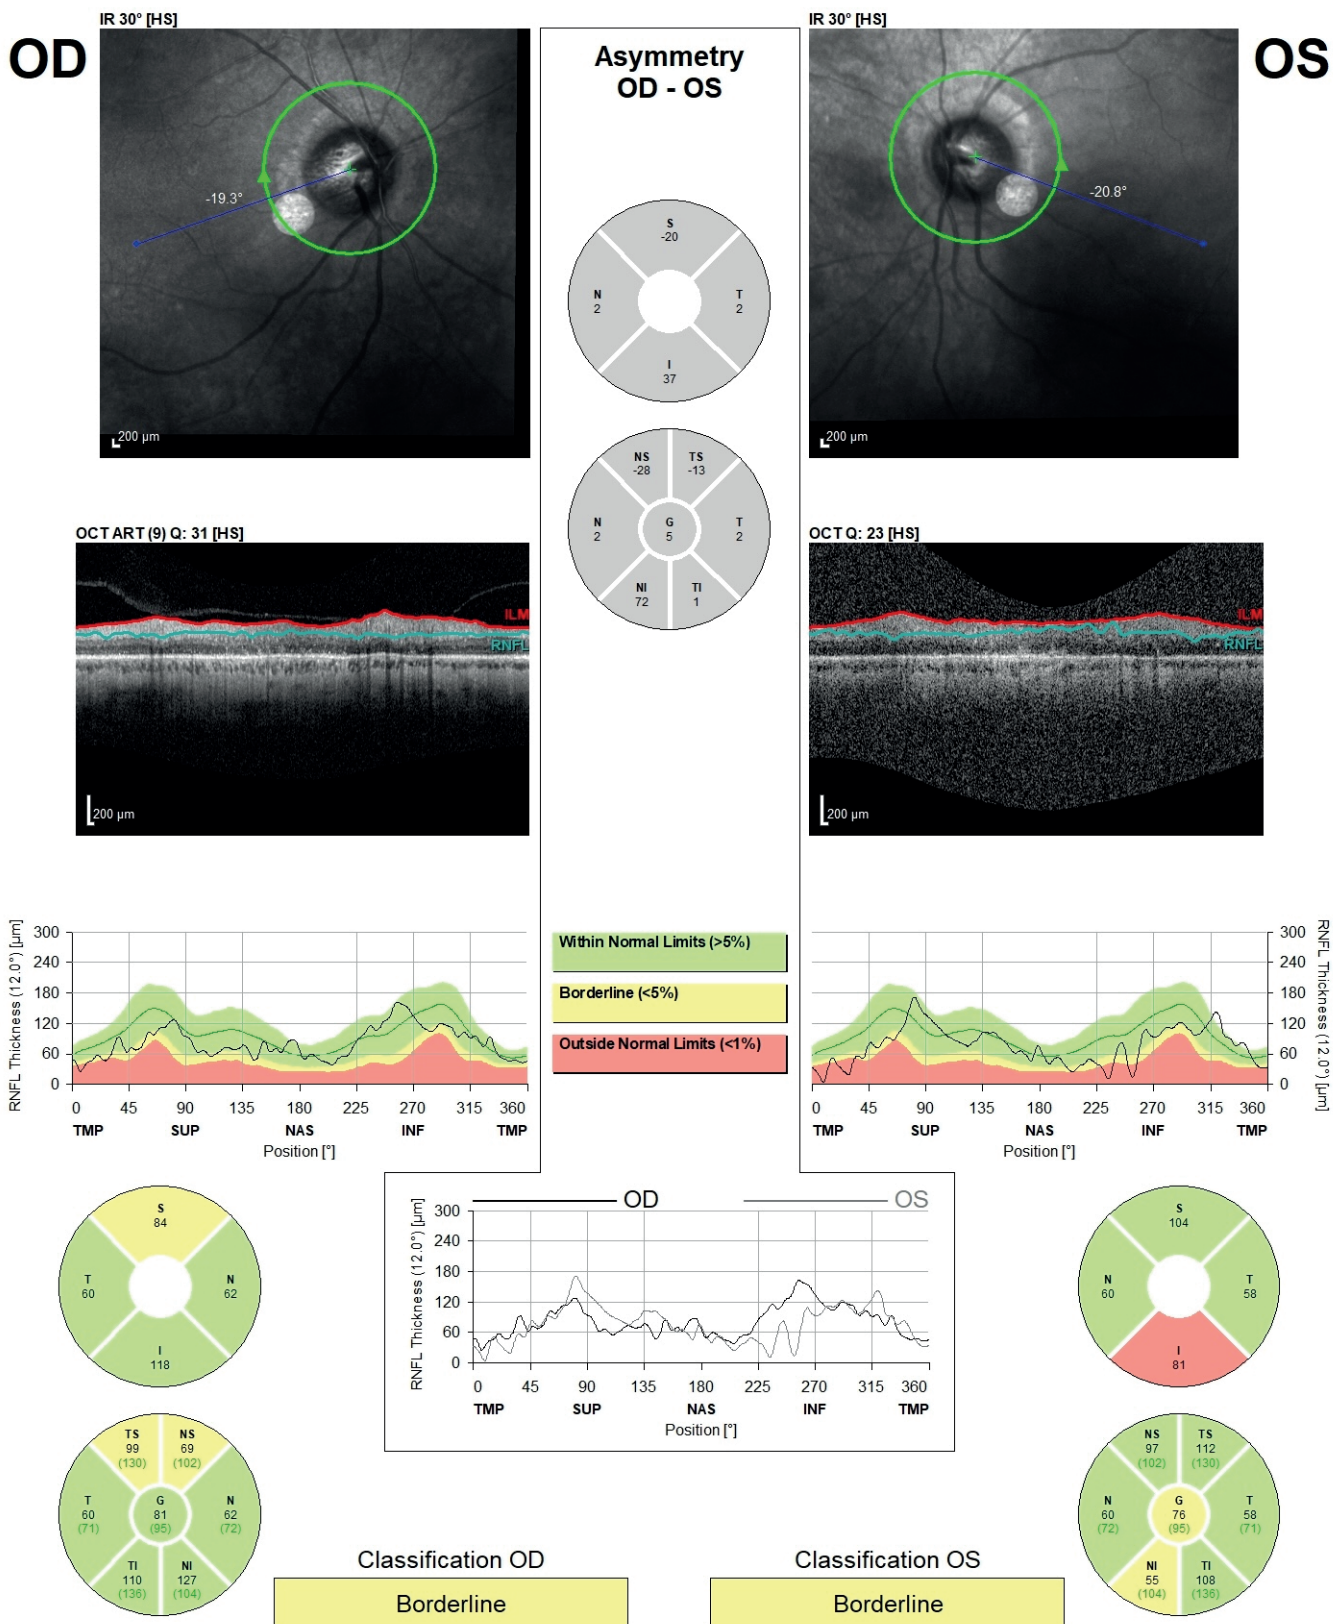 OD
IR 30° [HS]
-19.3°
200 µm
Asymmetry
OD - OS
S
-20
N
2
T
2
I
37
NS
-28
TS
-13
N
2
G
5
T
2
NI
72
TI
1
IR 30° [HS]
OS
-20.8°
200 µm
OCT ART (9) Q: 31 [HS]
ILM
RNFL
200 µm
OCT Q: 23 [HS]
ILM
RNFL
200 µm
RNFL Thickness (12.0°) [µm]
300
240
180
120
60
0
0 45 90 135 180 225 270 315 360
TMP SUP NAS INF TMP
Position [°]
Within Normal Limits (>5%)
Borderline (<5%)
Outside Normal Limits (<1%)
300
240
180
120
60
0
RNFL Thickness (12.0°) [µm]
0 45 90 135 180 225 270 315 360
TMP SUP NAS INF TMP
Position [°]
S
84
T
60
N
62
I
118
OD
OS
RNFL Thickness (12.0°) [µm]
300
240
180
120
60
0
0 45 90 135 180 225 270 315 360
TMP SUP NAS INF TMP
Position [°]
S
104
N
60
T
58
I
81
TS
99
(130)
NS
69
(102)
T
60
(71)
G
81
(95)
N
62
(72)
TI
110
(136)
NI
127
(104)
Classification OD
Borderline
Classification OS
Borderline
NS
97
(102)
TS
112
(130)
N
60
(72)
G
76
(95)
T
58
(71)
NI
55
(104)
TI
108
(136)